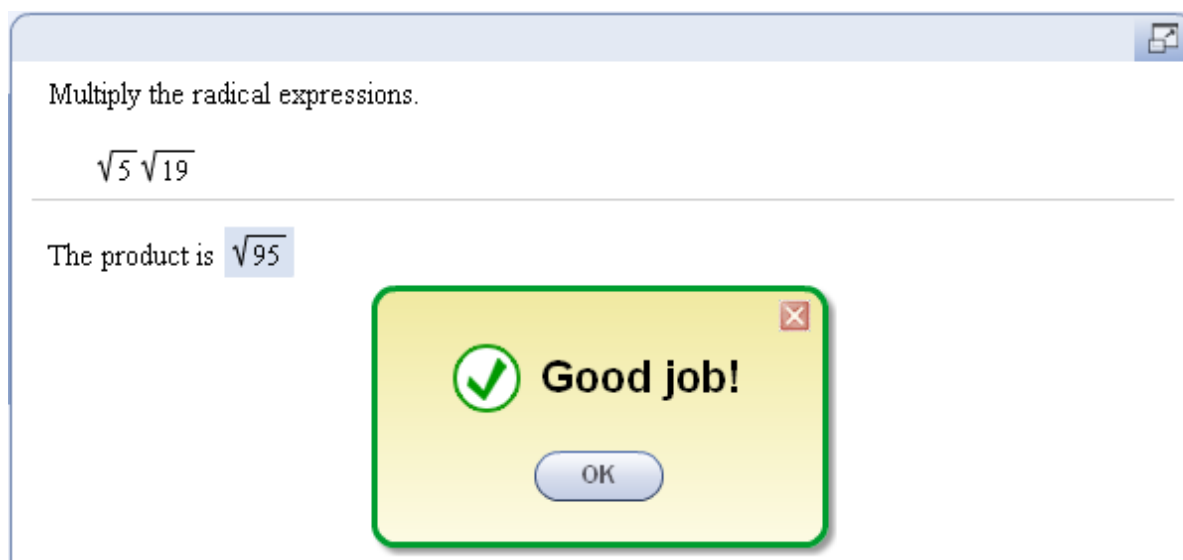 Multiply the radical expressions.
√5 √19
The product is √95
Good job!
OK